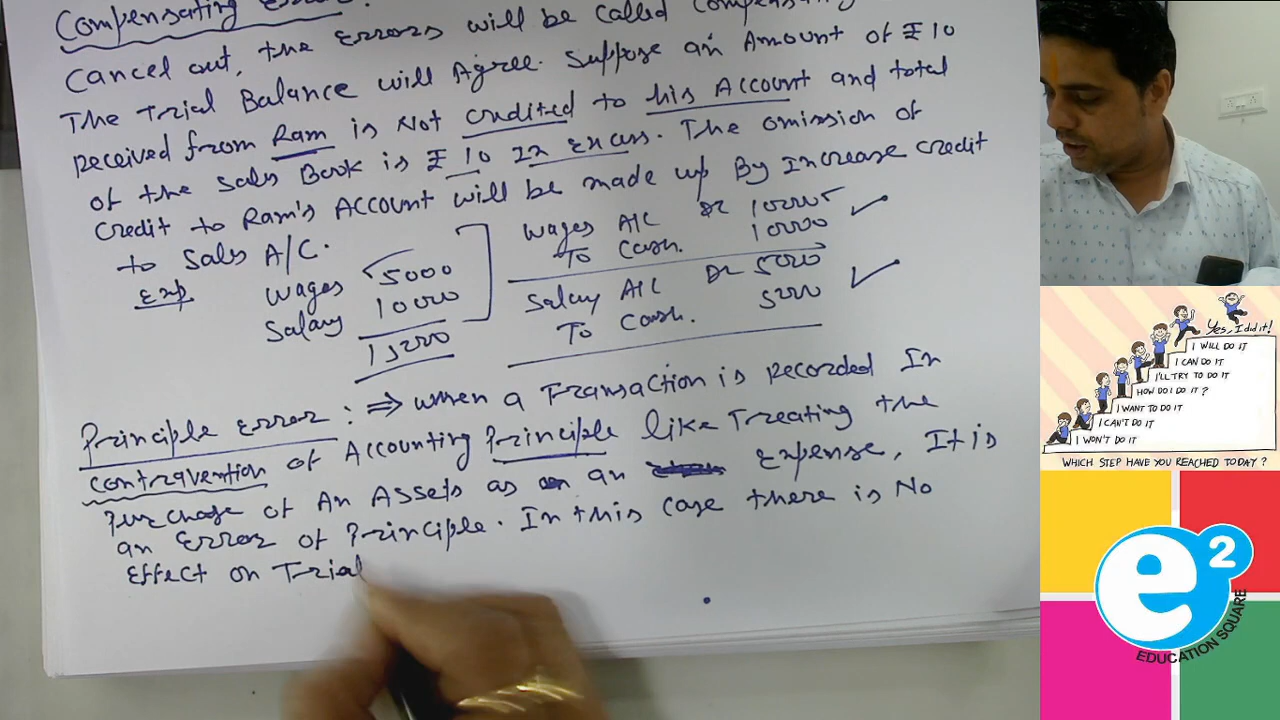 Compensating Error:
Cancel out, the Errors will be called Compensating
The Trial Balance will Agree. Suppose an Amount of ₹ 10
received from Ram is Not credited to his Account and total
of the Sales Book is ₹ 10 In excess. The omission of
credit to Ram's Account will be made up By Increase credit
to Sales A/C.
Exp
Wages 5000
Salary 10000
15000
Wages A/C Dr 10000
To Cash. 10000
Salary A/C Dr 5000
To Cash. 5000
Principle Error : ⇒ When a Transaction is Recorded In
contravention of Accounting Principle like Treating the
Purchase of An Assets as an expense, It is
an Error of Principle. In this case there is No
Effect on Trial
Yes, I did it!
I WILL DO IT
I CAN DO IT
I'LL TRY TO DO IT
HOW DO I DO IT?
I WANT TO DO IT
I CAN'T DO IT
I WON'T DO IT
WHICH STEP HAVE YOU REACHED TODAY?
e2
EDUCATION SQUARE